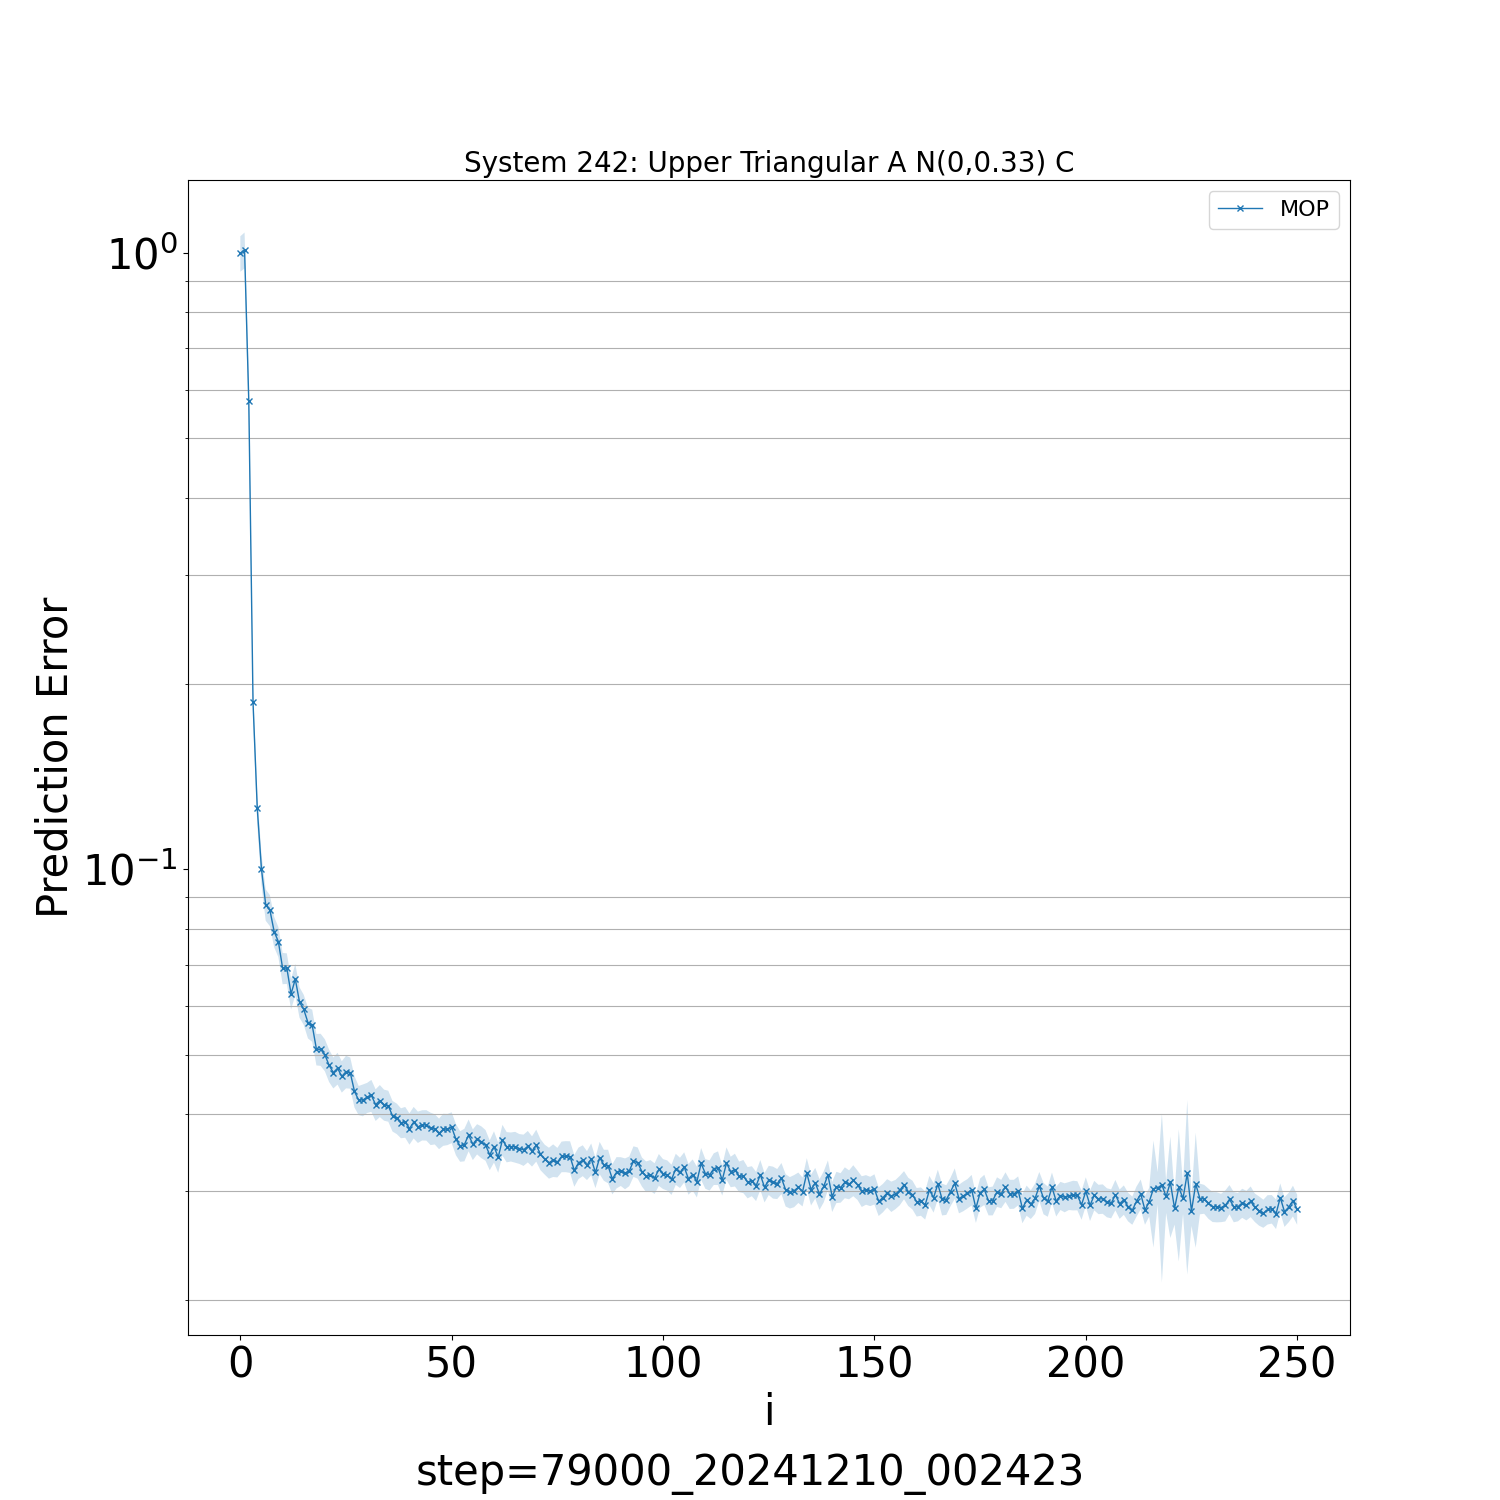 System 242: Upper Triangular A N(0,0.33) C
MOP
10⁰
10⁻¹
Prediction Error
0 50 100 150 200 250
i
step=79000_20241210_002423